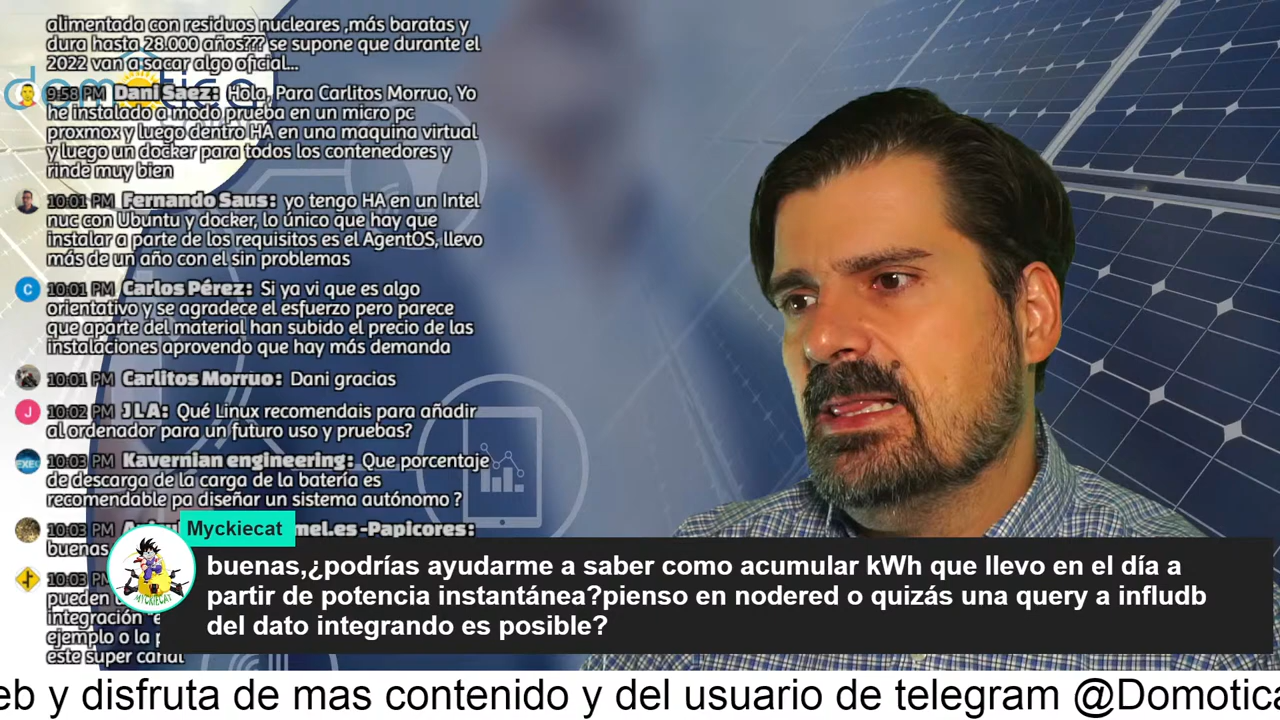 alimentada con residuos nucleares ,más baratas y
dura hasta 28.000 años??? se supone que durante el
2022 van a sacar algo oficial...
domotica
9:58 PM Dani Saez: Hola, Para Carlitos Morruo, Yo
he instalado a modo prueba en un micro pc
proxmox y luego dentro HA en una maquina virtual
y luego un docker para todos los contenedores y
rinde muy bien
10:01 PM Fernando Saus: yo tengo HA en un Intel
nuc con Ubuntu y docker, lo único que hay que
instalar a parte de los requisitos es el AgentOS, llevo
más de un año con el sin problemas
C
10:01 PM Carlos Pérez: Si ya vi que es algo
orientativo y se agradece el esfuerzo pero parece
que aparte del material han subido el precio de las
instalaciones aprovendo que hay más demanda
10:01 PM Carlitos Morruo: Dani gracias
J
10:02 PM J L A: Qué Linux recomendais para añadir
al ordenador para un futuro uso y pruebas?
EXEC
10:03 PM Kavernian engineering: Que porcentaje
de descarga de la carga de la batería es
recomendable pa diseñar un sistema autónomo ?
10:03 PM mel.es -Papicores:
buenas
10:03 PM
pueden
integración
ejemplo o la
este super canal
Myckiecat
MYCKIECAT
buenas,¿podrías ayudarme a saber como acumular kWh que llevo en el día a
partir de potencia instantánea?pienso en nodered o quizás una query a infludb
del dato integrando es posible?
eb y disfruta de mas contenido y del usuario de telegram @Domotica